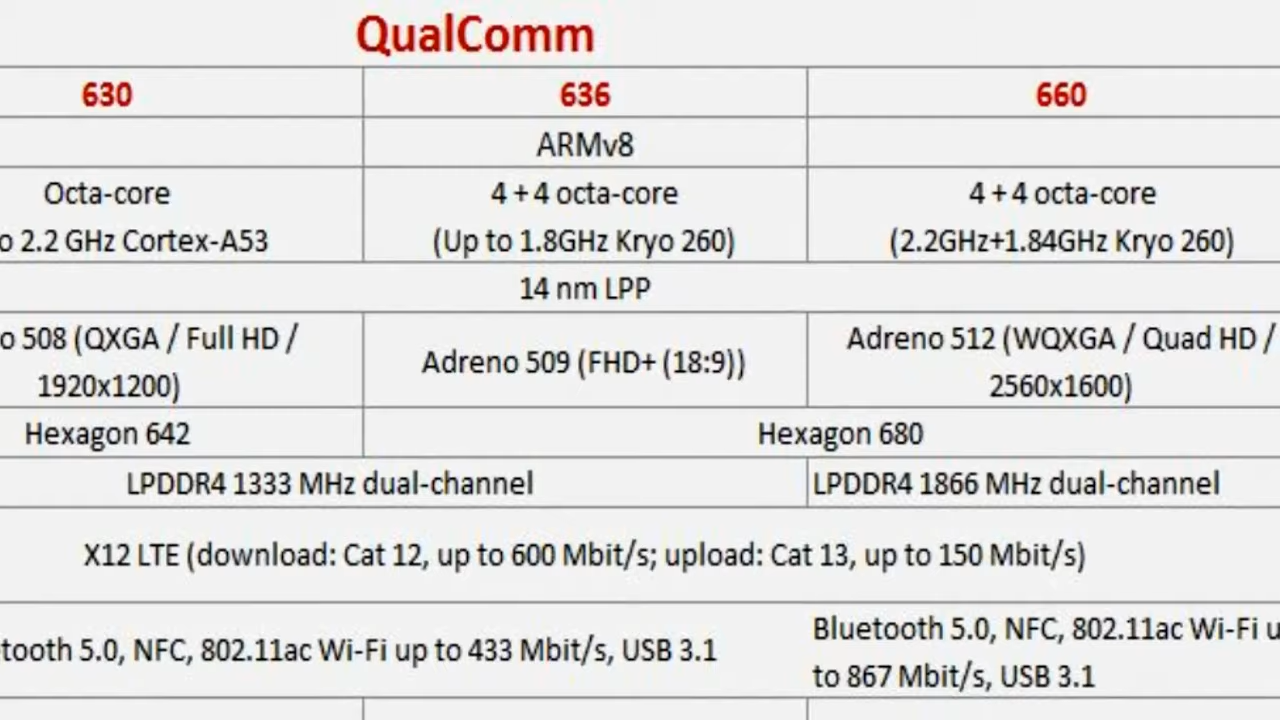 QualComm
630 636 660
ARMv8
Octa-core 4 + 4 octa-core 4 + 4 octa-core
2.2 GHz Cortex-A53 (Up to 1.8GHz Kryo 260) (2.2GHz+1.84GHz Kryo 260)
14 nm LPP
508 (QXGA / Full HD / Adreno 509 (FHD+ (18:9)) Adreno 512 (WQXGA / Quad HD /
1920x1200) 2560x1600)
Hexagon 642 Hexagon 680
LPDDR4 1333 MHz dual-channel LPDDR4 1866 MHz dual-channel
X12 LTE (download: Cat 12, up to 600 Mbit/s; upload: Cat 13, up to 150 Mbit/s)
tooth 5.0, NFC, 802.11ac Wi-Fi up to 433 Mbit/s, USB 3.1 Bluetooth 5.0, NFC, 802.11ac Wi-Fi u
to 867 Mbit/s, USB 3.1